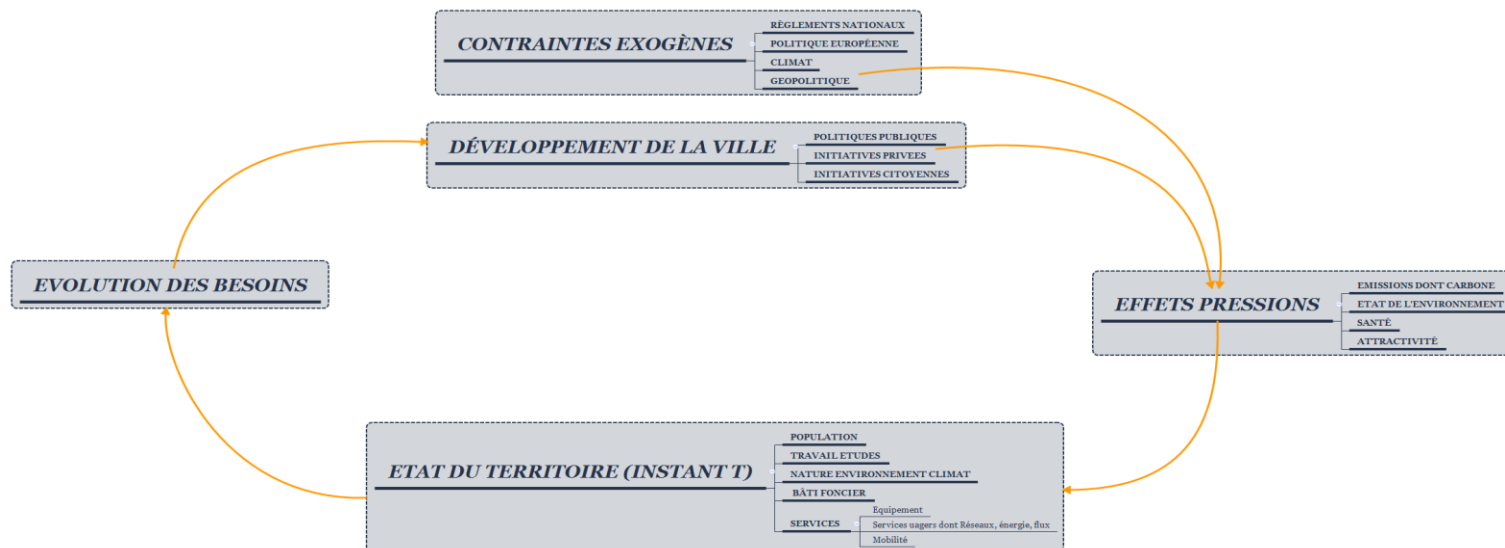 CONTRAINTES EXOGÈNES
RÈGLEMENTS NATIONAUX
POLITIQUE EUROPÉENNE
CLIMAT
GEOPOLITIQUE
DÉVELOPPEMENT DE LA VILLE
POLITIQUES PUBLIQUES
INITIATIVES PRIVEES
INITIATIVES CITOYENNES
EVOLUTION DES BESOINS
EFFETS PRESSIONS
EMISSIONS DONT CARBONE
ETAT DE L'ENVIRONNEMENT
SANTÉ
ATTRACTIVITÉ
ETAT DU TERRITOIRE (INSTANT T)
POPULATION
TRAVAIL ETUDES
NATURE ENVIRONNEMENT CLIMAT
BÂTI FONCIER
SERVICES
Equipement
Services uagers dont Réseaux, énergie, flux
Mobilité